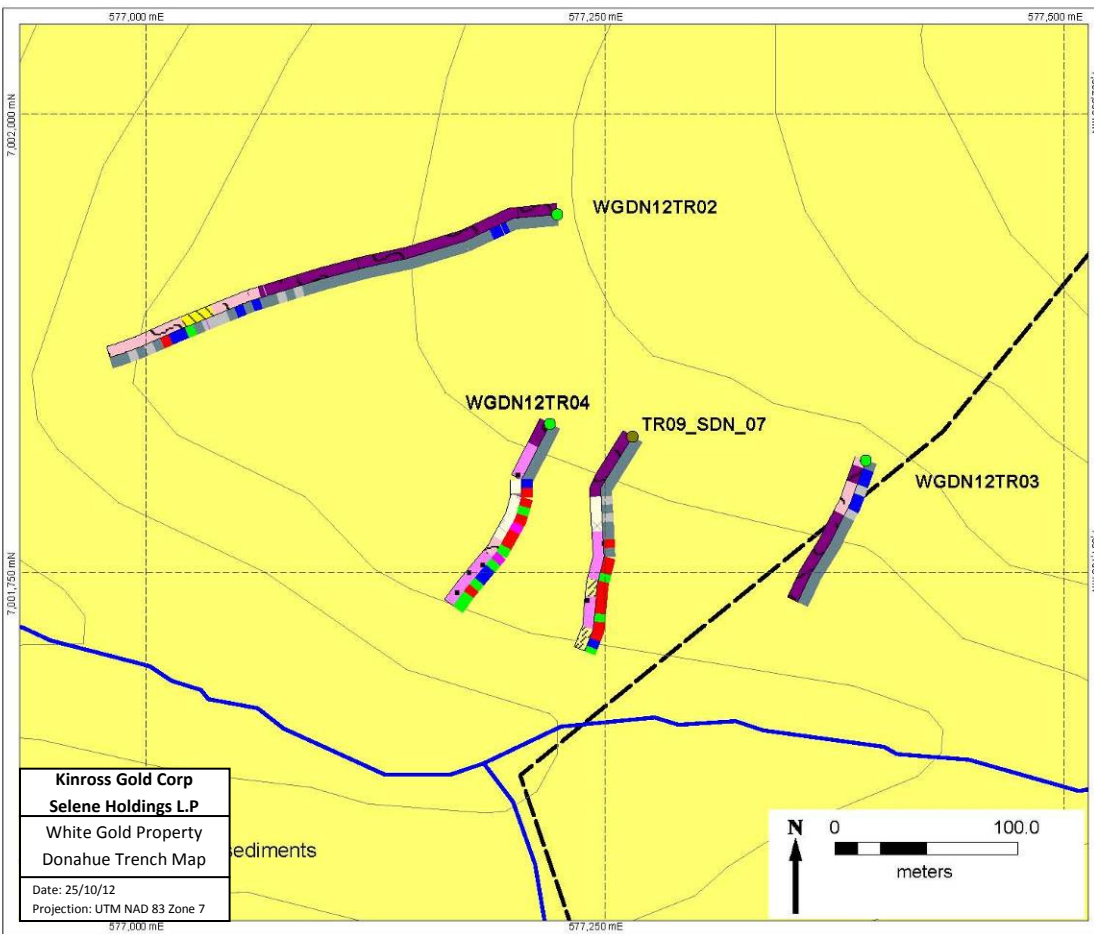 577,000 mE 577,250 mE 577,500 mE
7,002,000 mN
WGDN12TR02
WGDN12TR04
TR09_SDN_07
WGDN12TR03
7,001,750 mN
Kinross Gold Corp
Selene Holdings L.P
White Gold Property
Donahue Trench Map
Date: 25/10/12
Projection: UTM NAD 83 Zone 7
ediments
N 0 100.0
meters
577,000 mE 577,250 mE